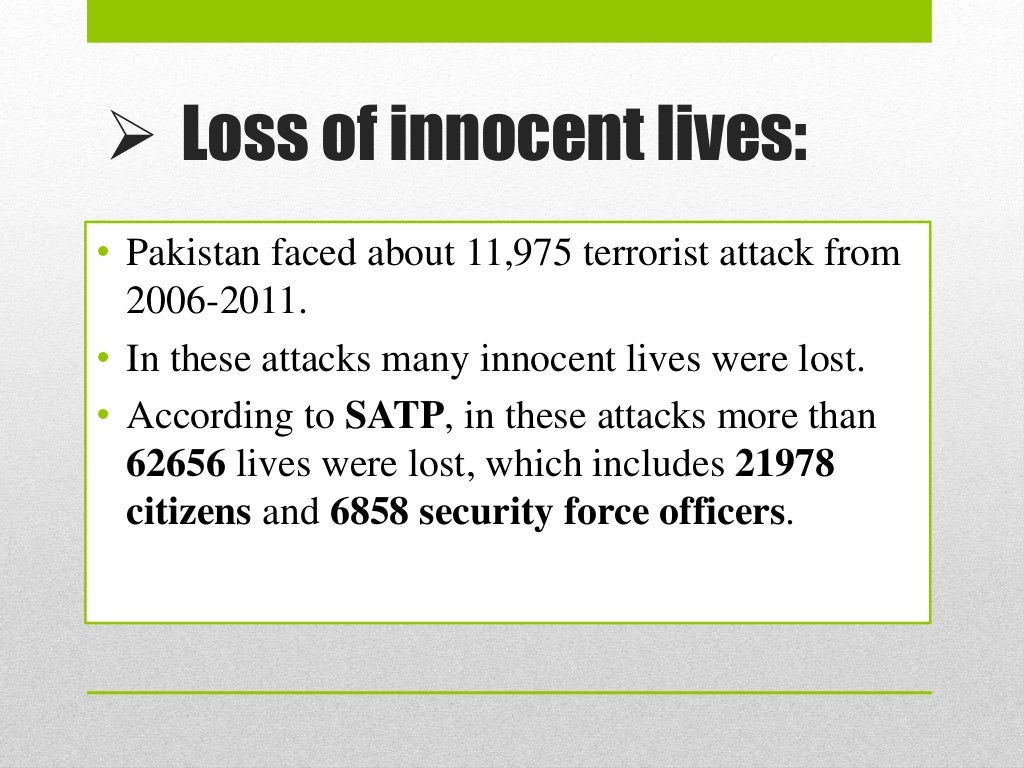 ➢ Loss of innocent lives:
• Pakistan faced about 11,975 terrorist attack from
2006-2011.
• In these attacks many innocent lives were lost.
• According to SATP, in these attacks more than
62656 lives were lost, which includes 21978
citizens and 6858 security force officers.